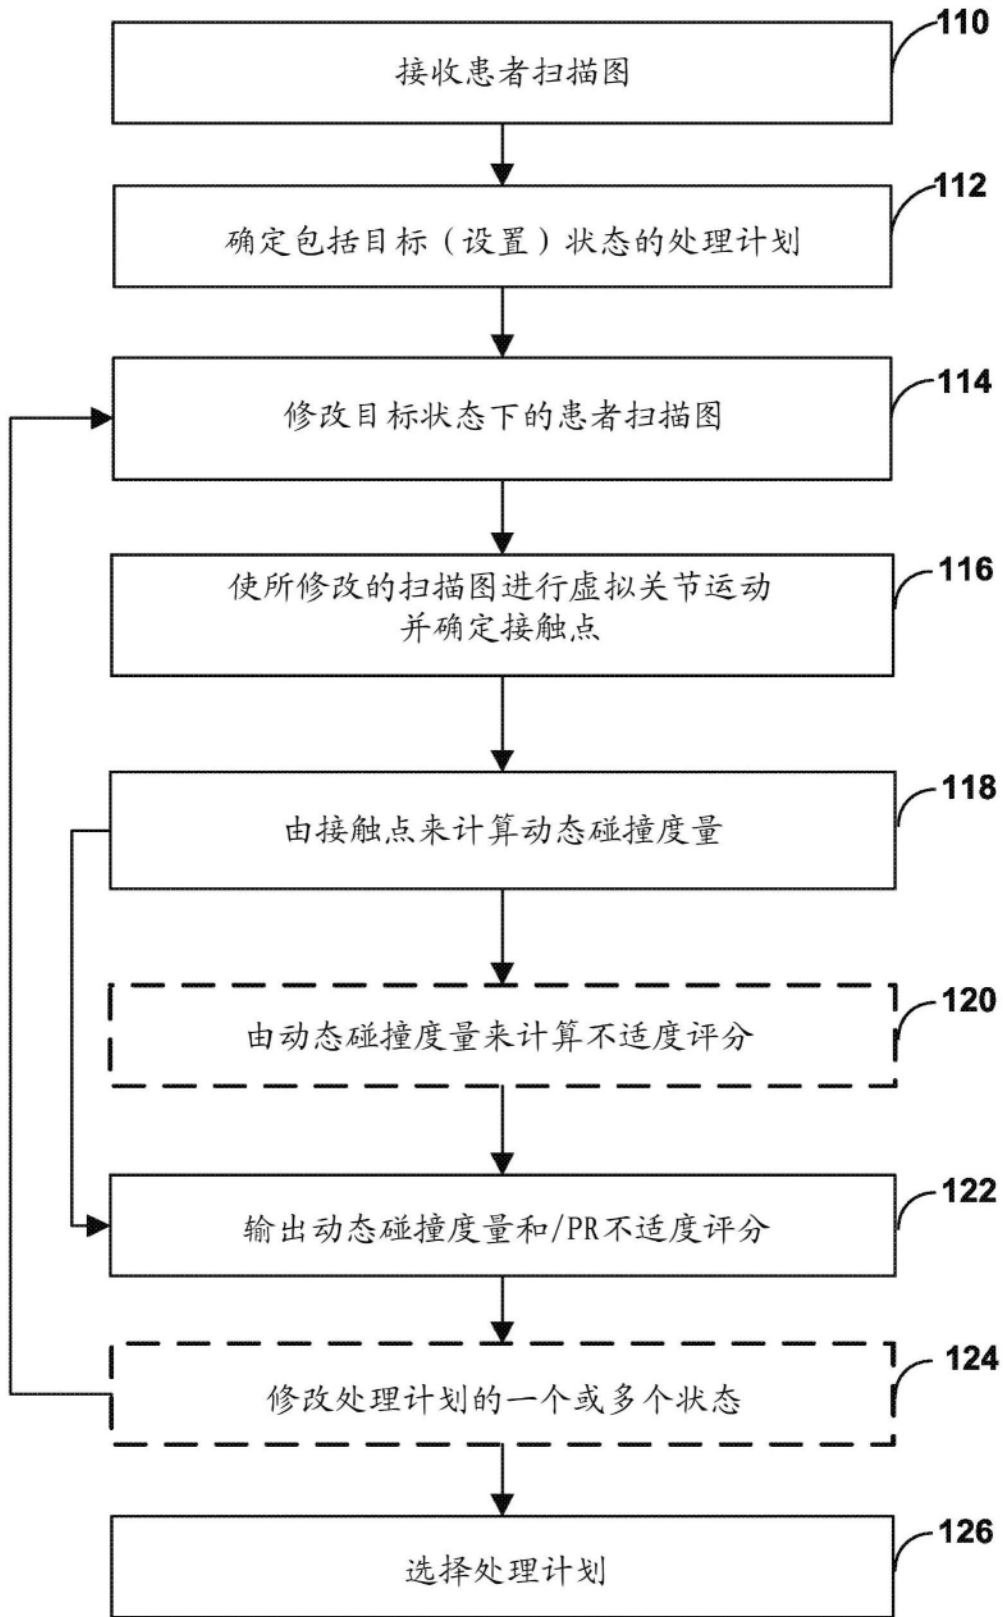 110
接收患者扫描图
112
确定包括目标（设置）状态的处理计划
114
修改目标状态下的患者扫描图
116
使所修改的扫描图进行虚拟关节运动
并确定接触点
118
由接触点来计算动态碰撞度量
120
由动态碰撞度量来计算不适度评分
122
输出动态碰撞度量和/PR不适度评分
124
修改处理计划的一个或多个状态
126
选择处理计划